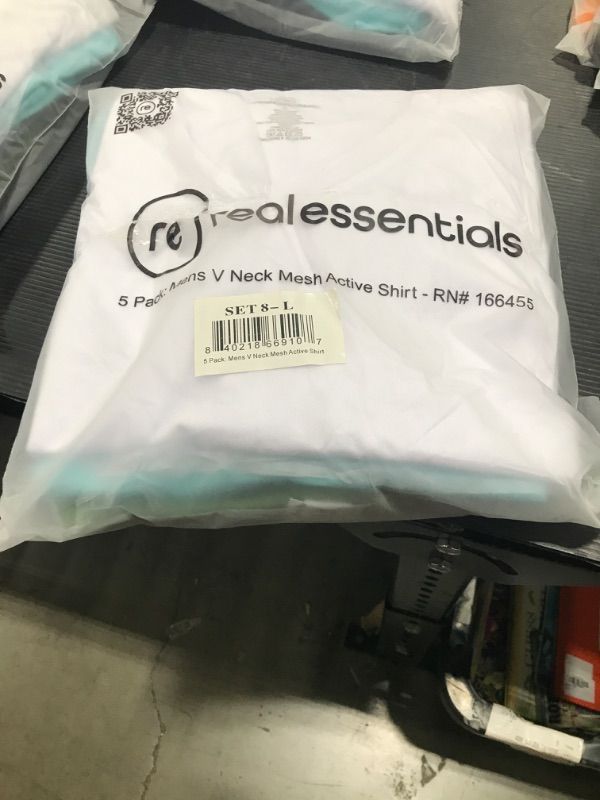 re realessentials
5 Pack: Mens V Neck Mesh Active Shirt - RN# 166455
SET 8-L
8 40218 66910 7
5 Pack: Mens V Neck Mesh Active Shirt